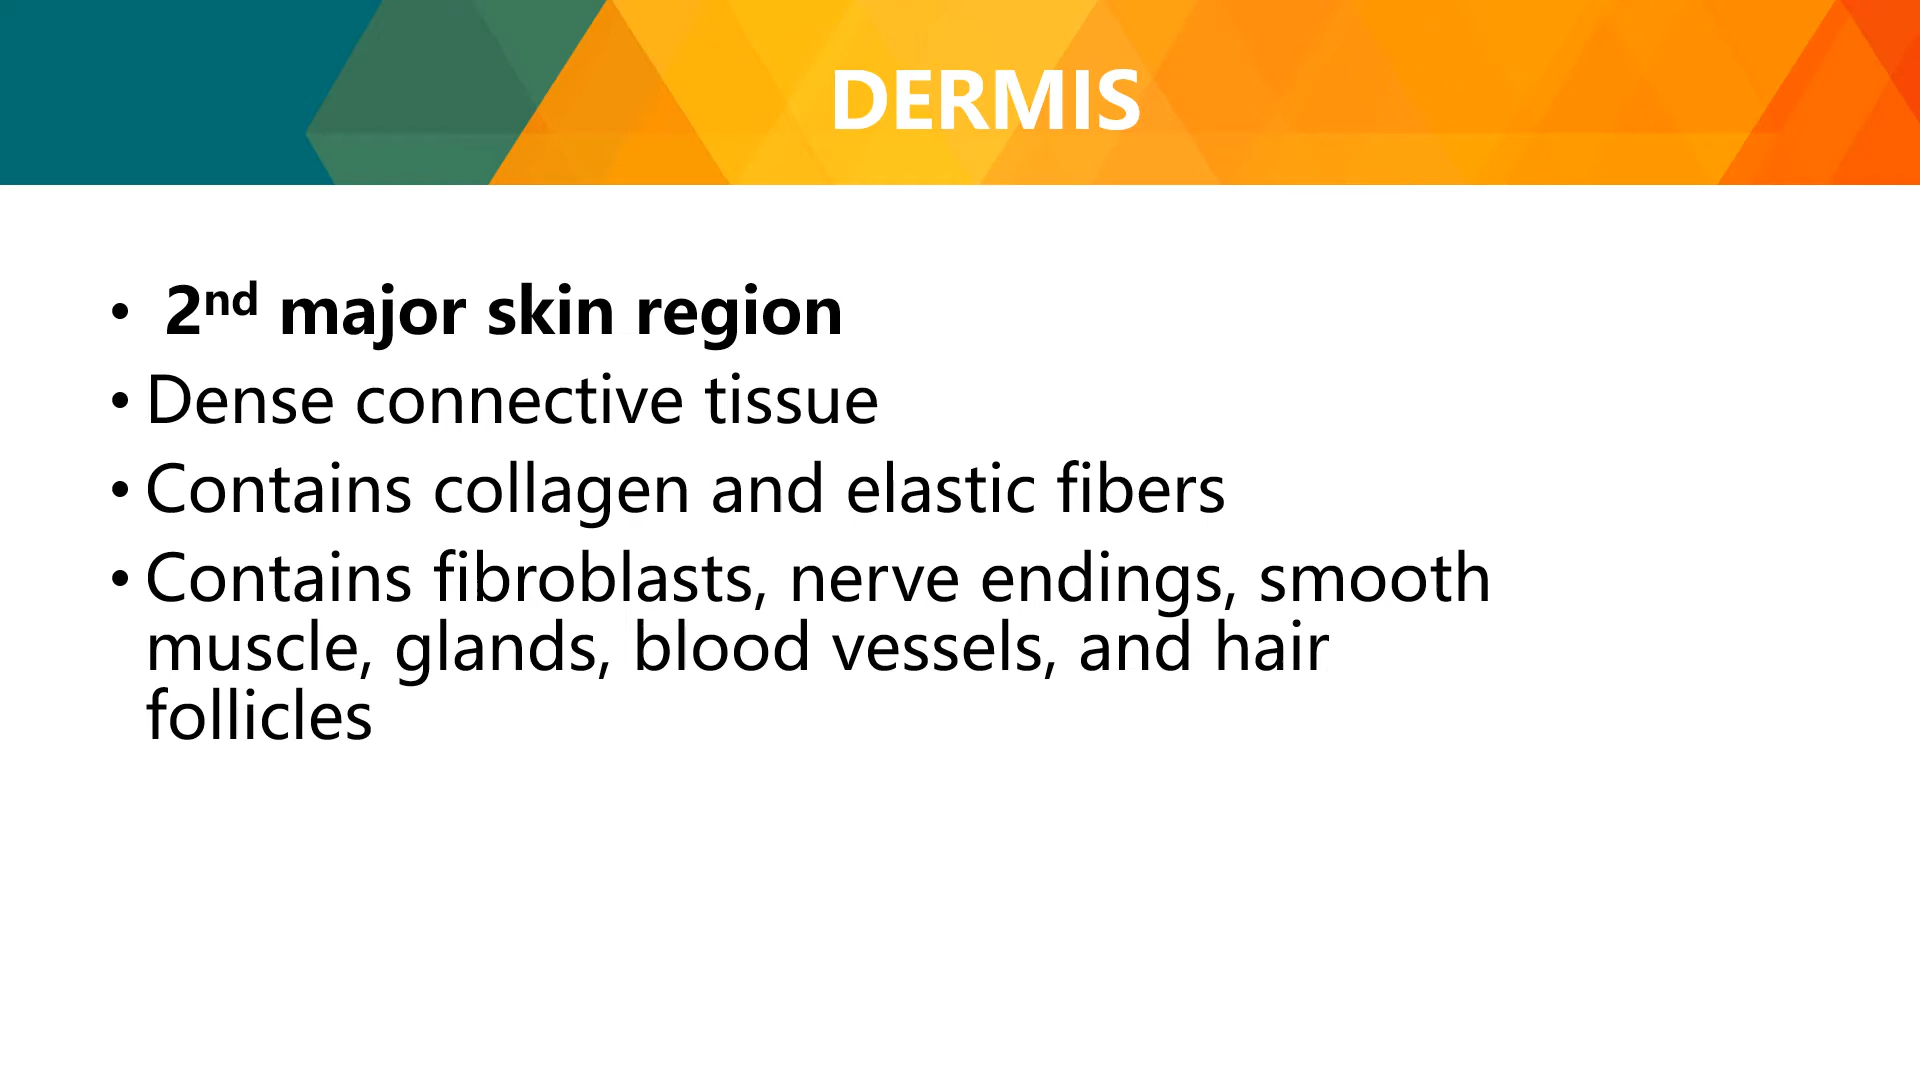 DERMIS
• 2nd major skin region
• Dense connective tissue
• Contains collagen and elastic fibers
• Contains fibroblasts, nerve endings, smooth
muscle, glands, blood vessels, and hair
follicles